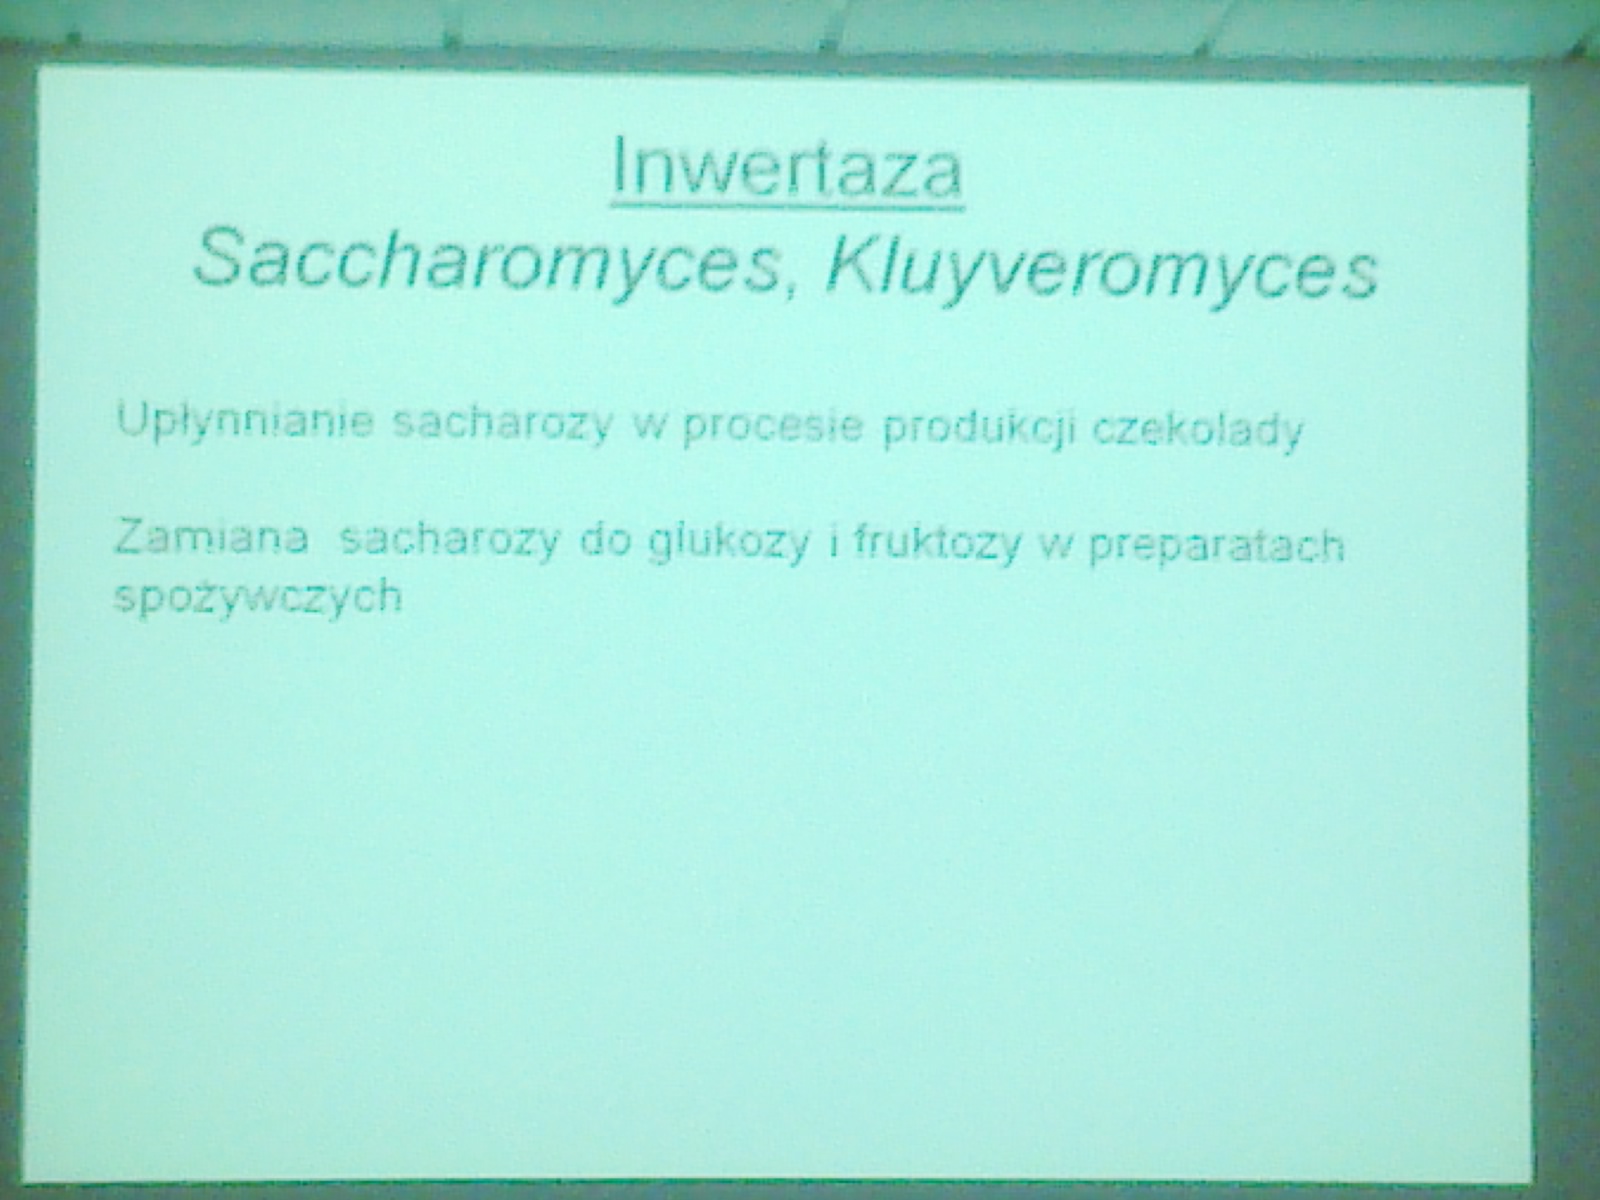 Inwertaza
Saccharomyces, Kluyveromyces
Upłynnianie sacharozy w procesie produkcji czekolady
Zamiana sacharozy do glukozy i fruktozy w preparatach
spożywczych